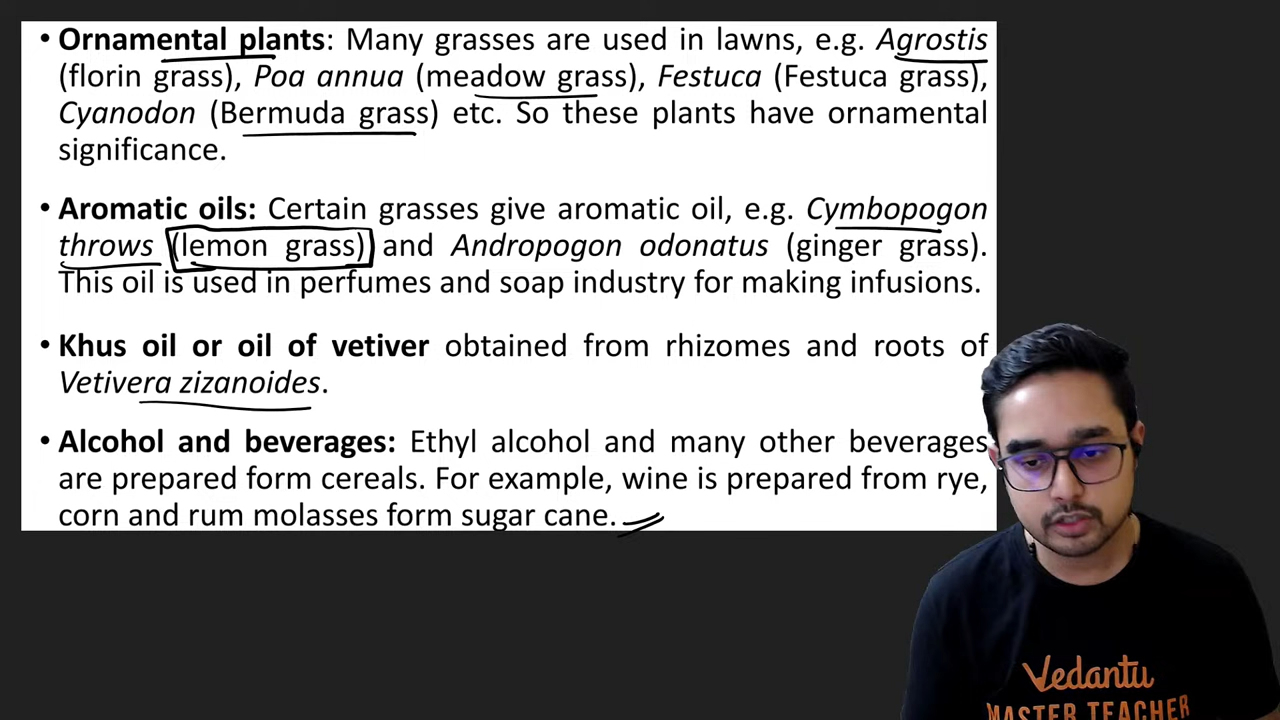 • Ornamental plants: Many grasses are used in lawns, e.g. Agrostis
(florin grass), Poa annua (meadow grass), Festuca (Festuca grass),
Cyanodon (Bermuda grass) etc. So these plants have ornamental
significance.
• Aromatic oils: Certain grasses give aromatic oil, e.g. Cymbopogon
throws (lemon grass) and Andropogon odonatus (ginger grass).
This oil is used in perfumes and soap industry for making infusions.
• Khus oil or oil of vetiver obtained from rhizomes and roots of
Vetivera zizanoides.
• Alcohol and beverages: Ethyl alcohol and many other beverages
are prepared form cereals. For example, wine is prepared from rye,
corn and rum molasses form sugar cane.
Vedantu
MASTER TEACHER